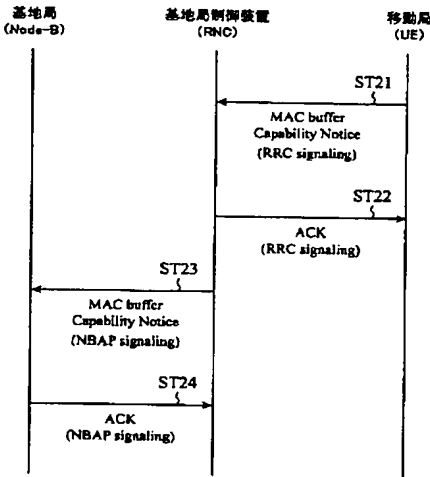 基地局
(Node-B)
基地局制御装置
(RNC)
移動局
(UE)
ST21
MAC buffer
Capability Notice
(RRC signaling)
ST22
ACK
(RRC signaling)
ST23
MAC buffer
Capability Notice
(NBAP signaling)
ST24
ACK
(NBAP signaling)